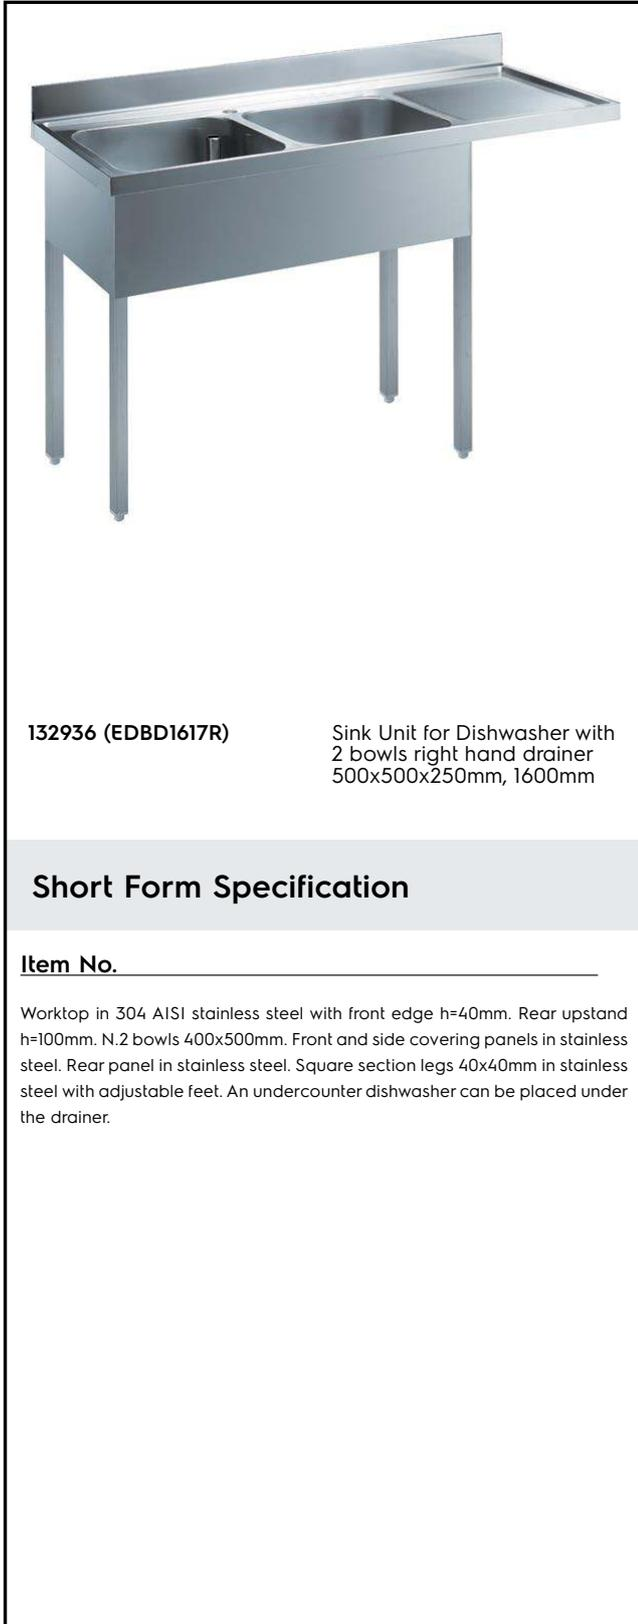 132936 (EDBD1617R)
Sink Unit for Dishwasher with
2 bowls right hand drainer
500x500x250mm, 1600mm
Short Form Specification
Item No.
Worktop in 304 AISI stainless steel with front edge h=40mm. Rear upstand
h=100mm. N.2 bowls 400x500mm. Front and side covering panels in stainless
steel. Rear panel in stainless steel. Square section legs 40x40mm in stainless
steel with adjustable feet. An undercounter dishwasher can be placed under
the drainer.